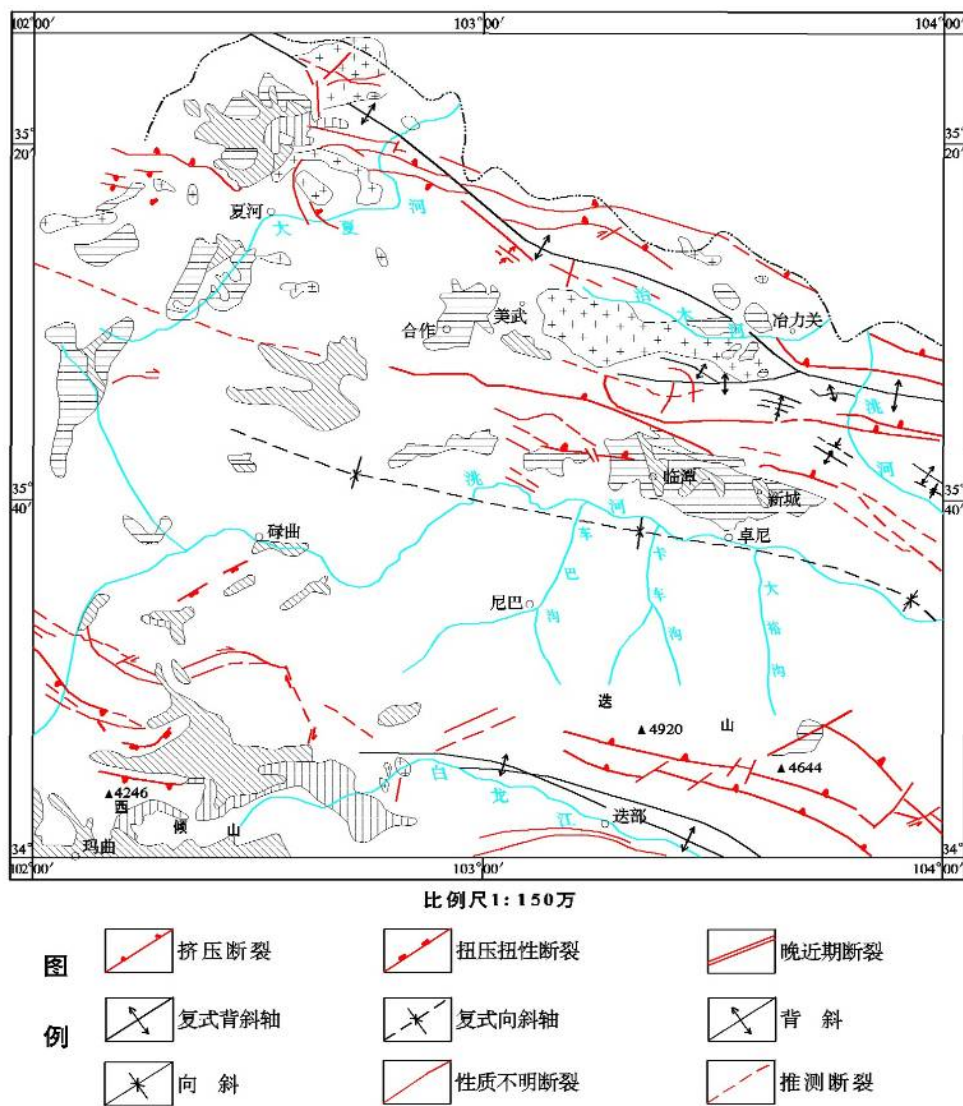 102°00′ 103°00′ 104°00′
35° 20′
35° 20′
夏河
大夏河
合作
美武
冶木河
冶力关
洮河
临潭
新城
35° 40′
洮河
35° 40′
碌曲
卓尼
尼巴
车巴沟
卡车沟
大峪沟
迭山
▲4920
▲4644
▲4246
西倾山
白龙江
迭部
玛曲
34°
34°
102°00′ 103°00′ 104°00′
比例尺1:150万
图例
挤压断裂 扭压扭性断裂 晚近期断裂
复式背斜轴 复式向斜轴 背 斜
向 斜 性质不明断裂 推测断裂